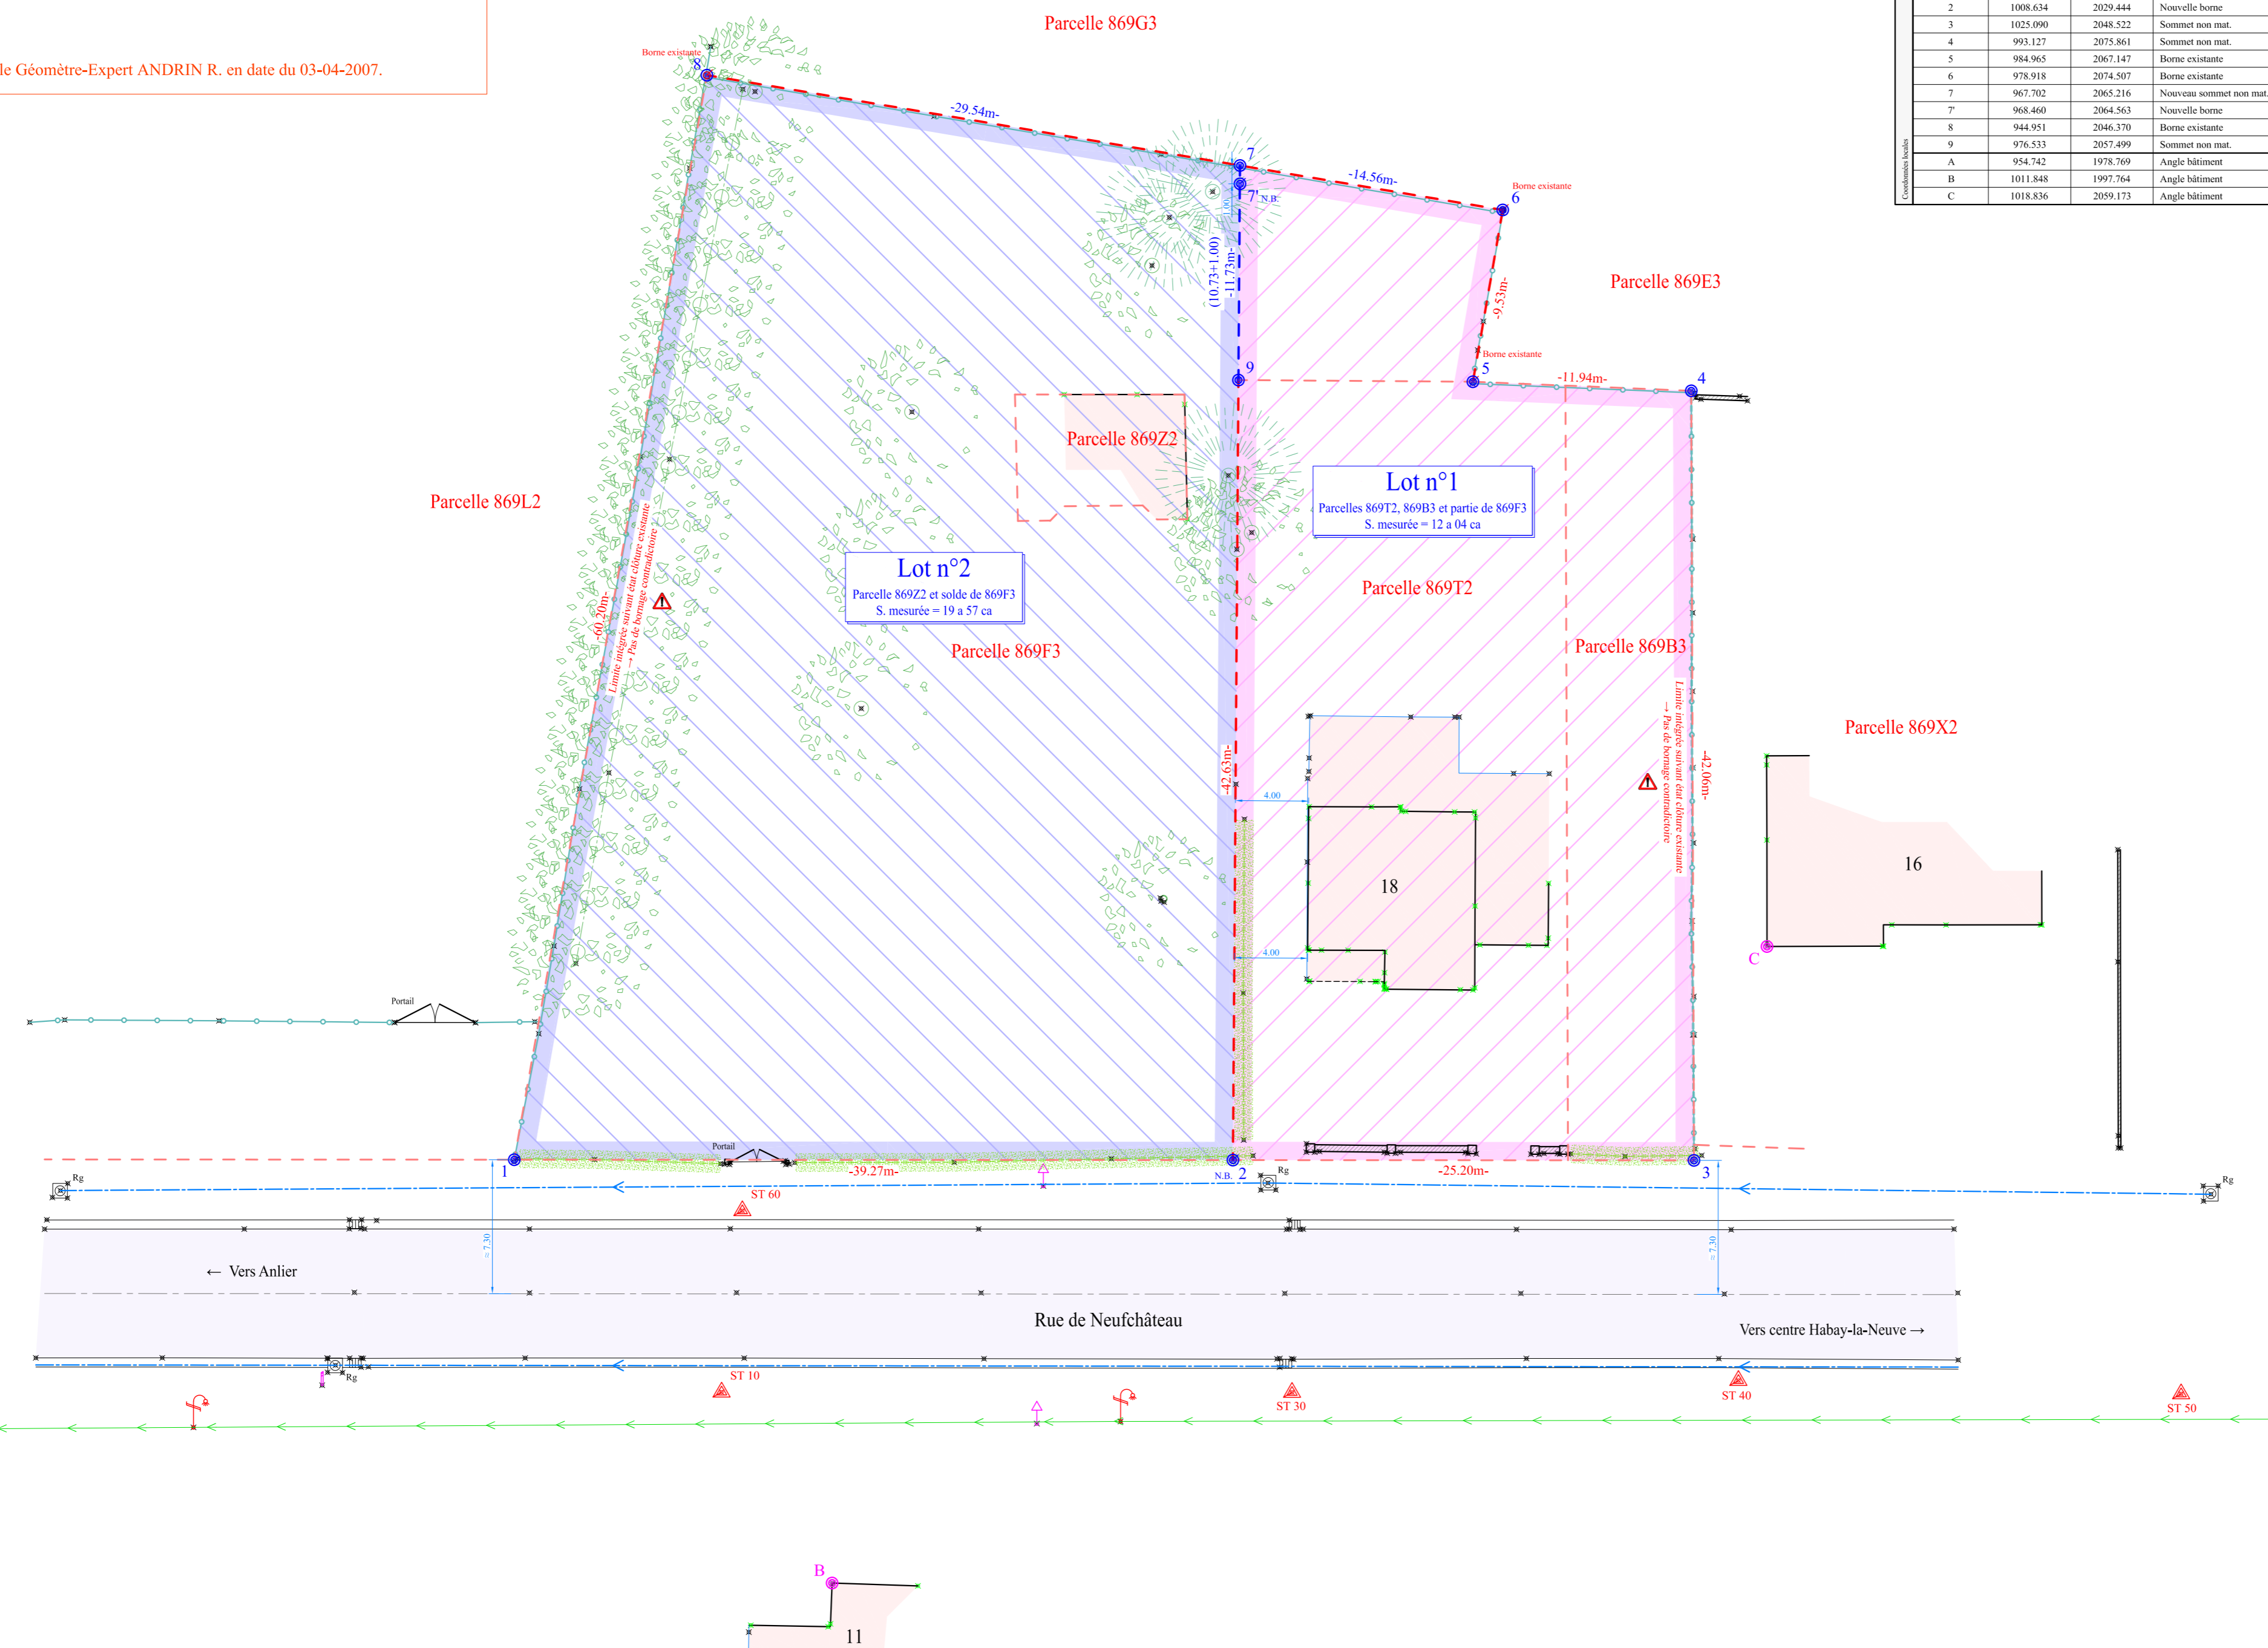 le Géomètre-Expert ANDRIN R. en date du 03-04-2007.
Parcelle 869G3
2 1008.634 2029.444 Nouvelle borne
3 1025.090 2048.522 Sommet non mat.
4 993.127 2075.861 Sommet non mat.
5 984.965 2067.147 Borne existante
6 978.918 2074.507 Borne existante
7 967.702 2065.216 Nouveau sommet non mat.
7' 968.460 2064.563 Nouvelle borne
8 944.951 2046.370 Borne existante
9 976.533 2057.499 Sommet non mat.
A 954.742 1978.769 Angle bâtiment
B 1011.848 1997.764 Angle bâtiment
C 1018.836 2059.173 Angle bâtiment
Coordonnées locales
Borne existante
8
-29.54m-
7
-14.56m-
Borne existante
6
7' N.B.
1.00
(10.73+1.00)
-11.73m-
-9.53m-
Parcelle 869E3
Borne existante
5
9
-11.94m-
4
Parcelle 869Z2
Parcelle 869L2
Lot n°1
Parcelles 869T2, 869B3 et partie de 869F3
S. mesurée = 12 a 04 ca
Lot n°2
Parcelle 869Z2 et solde de 869F3
S. mesurée = 19 a 57 ca
Parcelle 869T2
-60.20m-
Limite intégrée suivant état clôture existante
→ Pas de bornage contradictoire
Parcelle 869F3
Parcelle 869B3
Limite intégrée suivant état clôture existante
→ Pas de bornage contradictoire
-42.06m-
Parcelle 869X2
-42.63m-
4.00
18
16
4.00
C
Portail
Portail
1
-39.27m-
N.B. 2
-25.20m-
3
Rg
Rg
Rg
ST 60
≈ 7.30
≈ 7.30
← Vers Anlier
Rue de Neufchâteau
Vers centre Habay-la-Neuve →
Rg
ST 10
ST 30
ST 40
ST 50
B
11